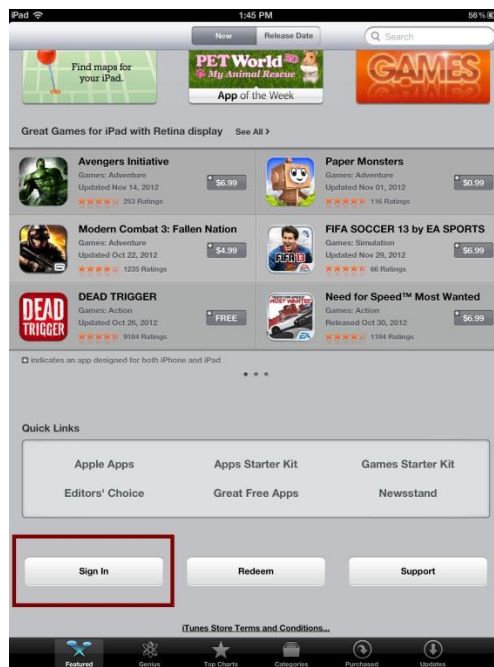 iPad 1:45 PM 56%
New Release Date Search
Find maps for
your iPad.
PET World
My Animal Rescue
App of the Week
GAMES
Great Games for iPad with Retina display See All >
Avengers Initiative
Games: Adventure
Updated Nov 14, 2012
253 Ratings
$6.99
Paper Monsters
Games: Adventure
Updated Nov 01, 2012
116 Ratings
$0.99
Modern Combat 3: Fallen Nation
Games: Adventure
Updated Oct 22, 2012
1235 Ratings
$4.99
FIFA SOCCER 13 by EA SPORTS
Games: Simulation
Updated Nov 29, 2012
66 Ratings
$6.99
DEAD TRIGGER
DEAD TRIGGER
Games: Action
Updated Oct 26, 2012
9184 Ratings
FREE
Need for Speed™ Most Wanted
Games: Action
Released Oct 30, 2012
1184 Ratings
$6.99
+ indicates an app designed for both iPhone and iPad
Quick Links
Apple Apps Apps Starter Kit Games Starter Kit
Editors' Choice Great Free Apps Newsstand
Sign In Redeem Support
iTunes Store Terms and Conditions...
Featured Genius Top Charts Categories Purchased Updates